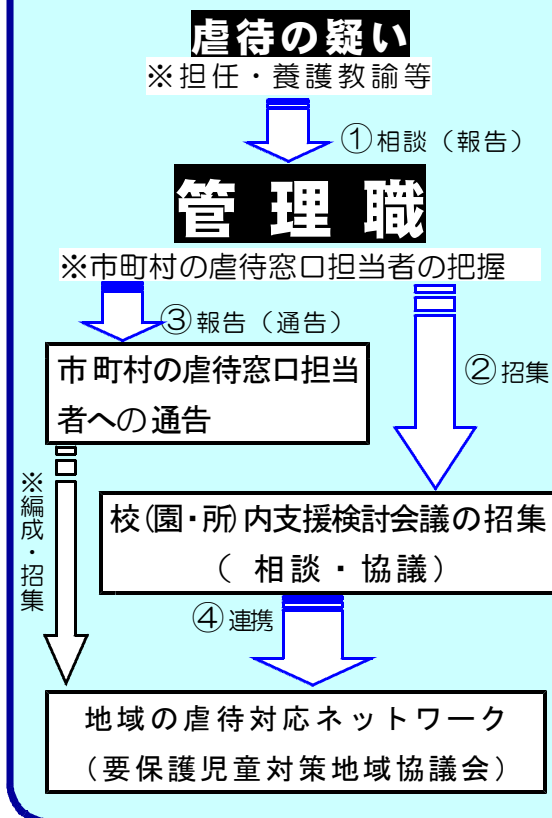 虐待の疑い
※担任・養護教諭等
①相談（報告）
管理職
※市町村の虐待窓口担当者の把握
③報告（通告）
②招集
市町村の虐待窓口担当
者への通告
※編成・招集
校(園・所)内支援検討会議の招集
（相談・協議）
④連携
地域の虐待対応ネットワーク
（要保護児童対策地域協議会）